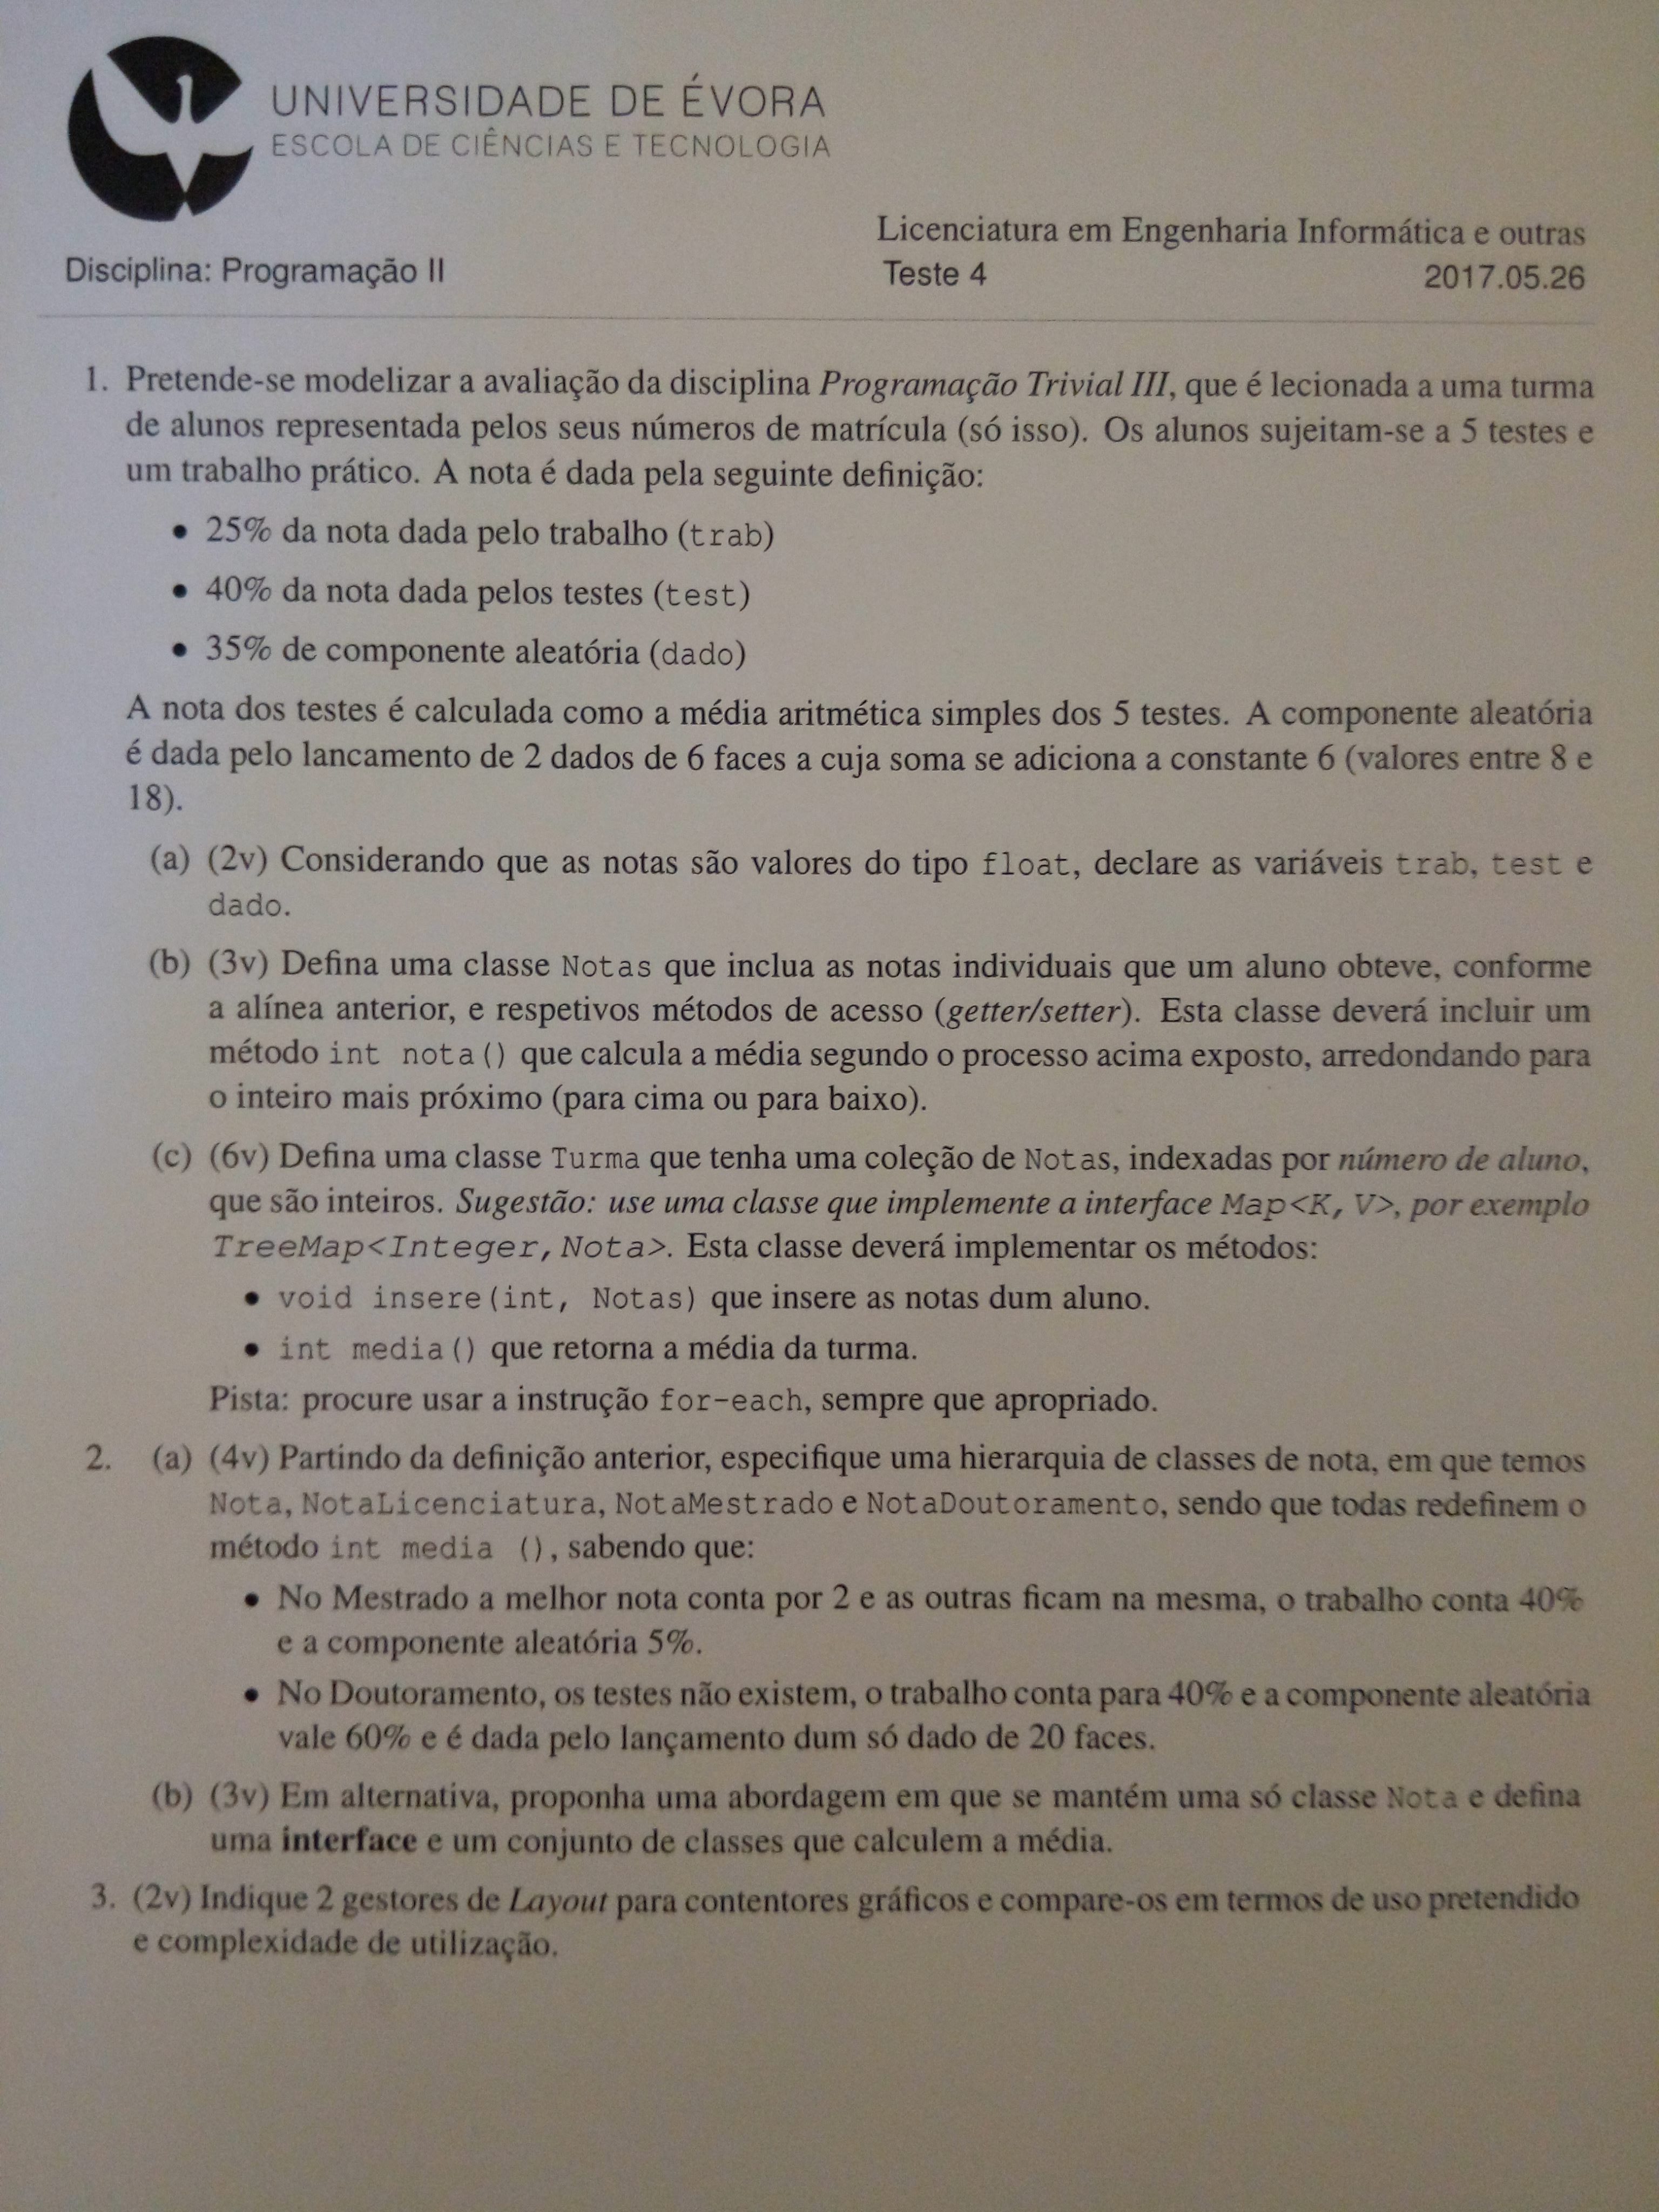 UNIVERSIDADE DE ÉVORA
ESCOLA DE CIÊNCIAS E TECNOLOGIA
Licenciatura em Engenharia Informática e outras
Disciplina: Programação II Teste 4 2017.05.26
1. Pretende-se modelizar a avaliação da disciplina Programação Trivial III, que é lecionada a uma turma
de alunos representada pelos seus números de matrícula (só isso). Os alunos sujeitam-se a 5 testes e
um trabalho prático. A nota é dada pela seguinte definição:
• 25% da nota dada pelo trabalho (trab)
• 40% da nota dada pelos testes (test)
• 35% de componente aleatória (dado)
A nota dos testes é calculada como a média aritmética simples dos 5 testes. A componente aleatória
é dada pelo lancamento de 2 dados de 6 faces a cuja soma se adiciona a constante 6 (valores entre 8 e
18).
(a) (2v) Considerando que as notas são valores do tipo float, declare as variáveis trab, test e
dado.
(b) (3v) Defina uma classe Notas que inclua as notas individuais que um aluno obteve, conforme
a alínea anterior, e respetivos métodos de acesso (getter/setter). Esta classe deverá incluir um
método int nota() que calcula a média segundo o processo acima exposto, arredondando para
o inteiro mais próximo (para cima ou para baixo).
(c) (6v) Defina uma classe Turma que tenha uma coleção de Notas, indexadas por número de aluno,
que são inteiros. Sugestão: use uma classe que implemente a interface Map<K, V>, por exemplo
TreeMap<Integer,Nota>. Esta classe deverá implementar os métodos:
• void insere(int, Notas) que insere as notas dum aluno.
• int media() que retorna a média da turma.
Pista: procure usar a instrução for-each, sempre que apropriado.
2. (a) (4v) Partindo da definição anterior, especifique uma hierarquia de classes de nota, em que temos
Nota, NotaLicenciatura, NotaMestrado e NotaDoutoramento, sendo que todas redefinem o
método int media (), sabendo que:
• No Mestrado a melhor nota conta por 2 e as outras ficam na mesma, o trabalho conta 40%
e a componente aleatória 5%.
• No Doutoramento, os testes não existem, o trabalho conta para 40% e a componente aleatória
vale 60% e é dada pelo lançamento dum só dado de 20 faces.
(b) (3v) Em alternativa, proponha uma abordagem em que se mantém uma só classe Nota e defina
uma interface e um conjunto de classes que calculem a média.
3. (2v) Indique 2 gestores de Layout para contentores gráficos e compare-os em termos de uso pretendido
e complexidade de utilização.